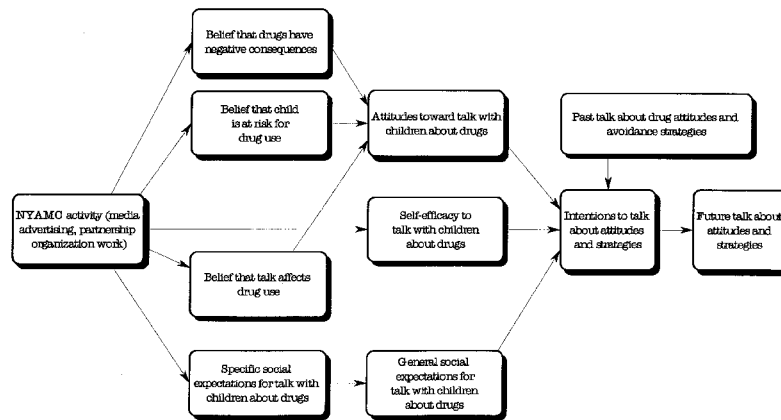 Belief that drugs have
negative consequences
Belief that child
is at risk for
drug use
Attitudes toward talk with
children about drugs
Past talk about drug attitudes and
avoidance strategies
NYAMC activity (media
advertising, partnership
organization work)
Self-efficacy to
talk with children
about drugs
Intentions to talk
about attitudes
and strategies
Future talk about
attitudes and
strategies
Belief that talk affects
drug use
Specific social
expectations for talk with
children about drugs
General social
expectations for
talk with children
about drugs